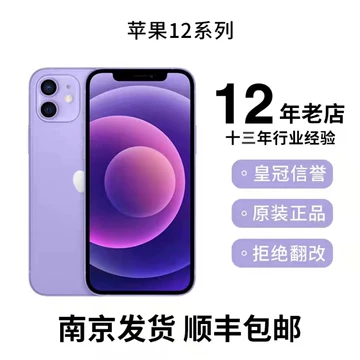 苹果12系列
12年老店
十三年行业经验
·皇冠信誉
·原装正品
·拒绝翻改
南京发货 顺丰包邮